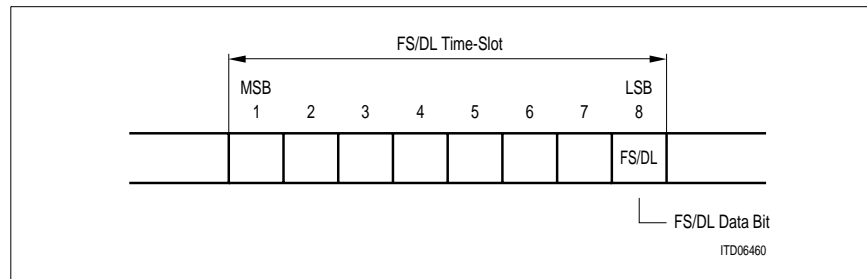 FS/DL Time-Slot
MSB LSB
1 2 3 4 5 6 7 8
FS/DL
FS/DL Data Bit
ITD06460